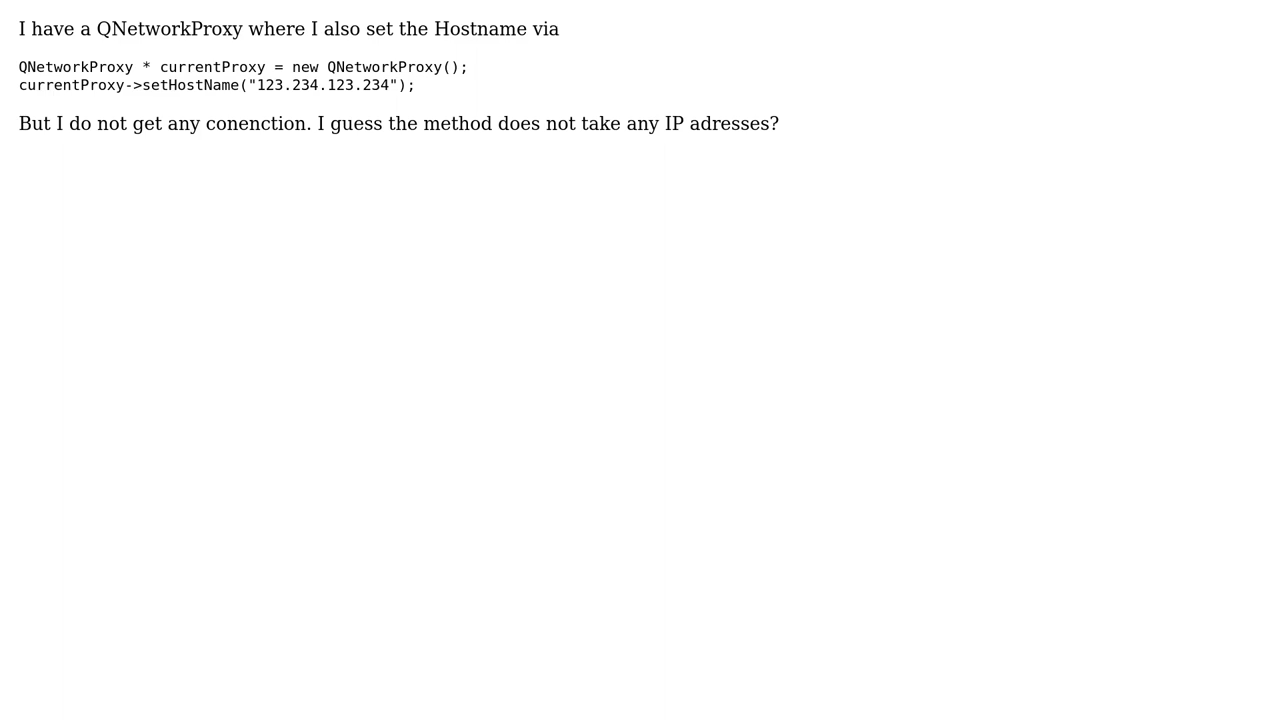 I have a QNetworkProxy where I also set the Hostname via
QNetworkProxy * currentProxy = new QNetworkProxy();
currentProxy->setHostName("123.234.123.234");
But I do not get any conenction. I guess the method does not take any IP adresses?